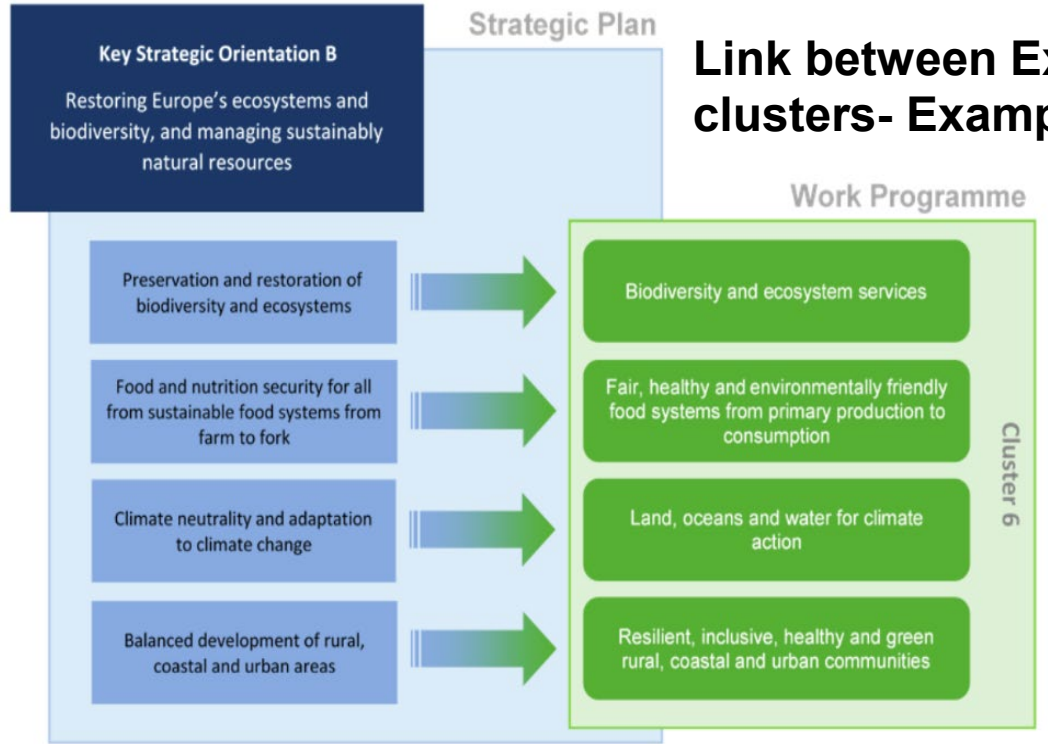 Strategic Plan
Key Strategic Orientation B
Restoring Europe's ecosystems and
biodiversity, and managing sustainably
natural resources
Link between Ex
clusters- Examp
Work Programme
Preservation and restoration of
biodiversity and ecosystems
Biodiversity and ecosystem services
Food and nutrition security for all
from sustainable food systems from
farm to fork
Fair, healthy and environmentally friendly
food systems from primary production to
consumption
Climate neutrality and adaptation
to climate change
Land, oceans and water for climate
action
Balanced development of rural,
coastal and urban areas
Resilient, inclusive, healthy and green
rural, coastal and urban communities
Cluster 6